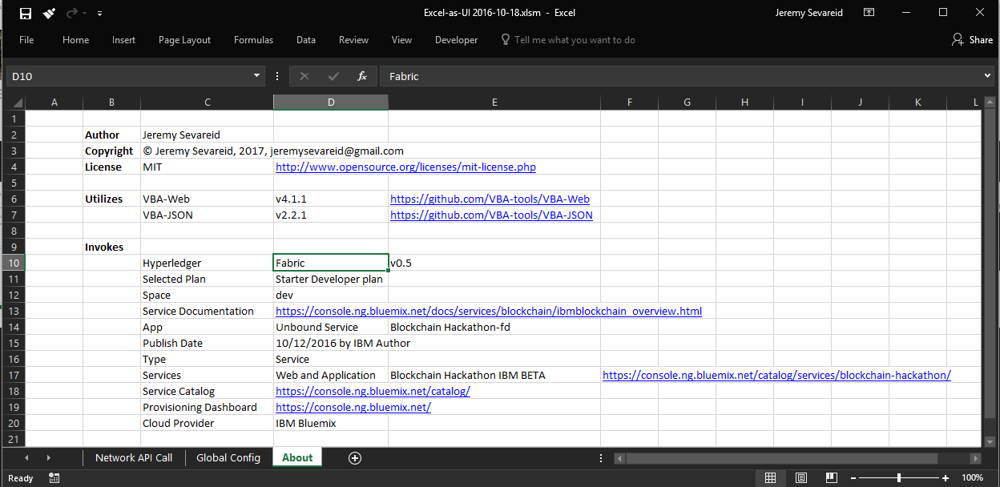 Excel-as-UI 2016-10-18.xlsm - Excel Jeremy Sevareid
File Home Insert Page Layout Formulas Data Review View Developer Tell me what you want to do Share
D10 fx Fabric
A B C D E F G H I J K L
1
2 Author Jeremy Sevareid
3 Copyright © Jeremy Sevareid, 2017, jeremysevareid@gmail.com
4 License MIT http://www.opensource.org/licenses/mit-license.php
5
6 Utilizes VBA-Web v4.1.1 https://github.com/VBA-tools/VBA-Web
7 VBA-JSON v2.2.1 https://github.com/VBA-tools/VBA-JSON
8
9 Invokes
10 Hyperledger Fabric v0.5
11 Selected Plan Starter Developer plan
12 Space dev
13 Service Documentation https://console.ng.bluemix.net/docs/services/blockchain/ibmblockchain_overview.html
14 App Unbound Service Blockchain Hackathon-fd
15 Publish Date 10/12/2016 by IBM Author
16 Type Service
17 Services Web and Application Blockchain Hackathon IBM BETA https://console.ng.bluemix.net/catalog/services/blockchain-hackathon/
18 Service Catalog https://console.ng.bluemix.net/catalog/
19 Provisioning Dashboard https://console.ng.bluemix.net/
20 Cloud Provider IBM Bluemix
21
Network API Call Global Config About
Ready 100%